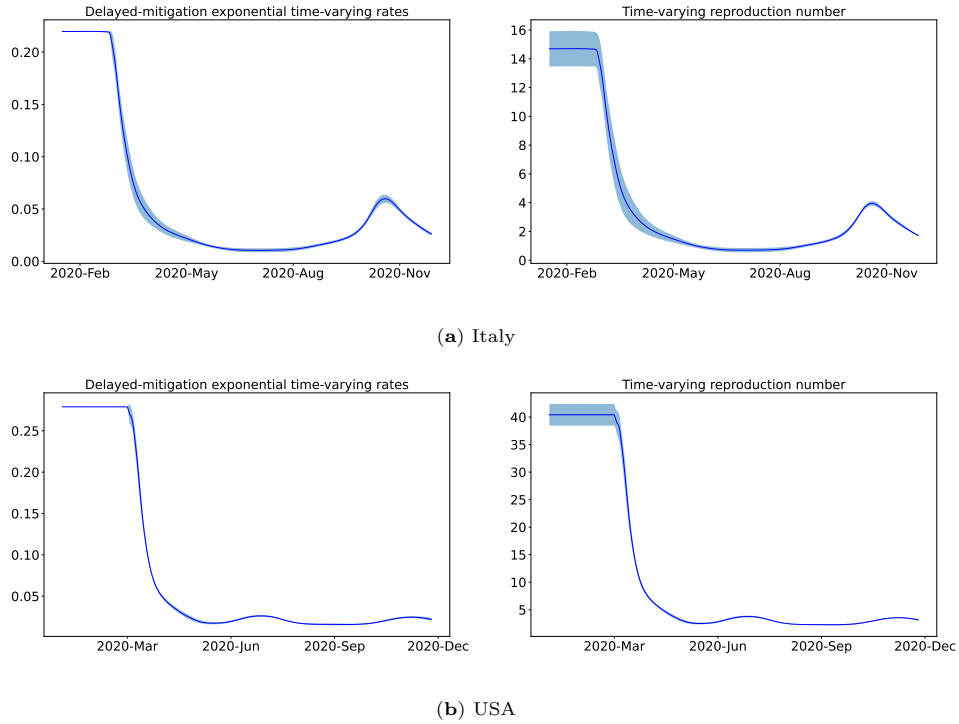 Delayed-mitigation exponential time-varying rates
0.20
0.15
0.10
0.05
0.00
2020-Feb 2020-May 2020-Aug 2020-Nov
Time-varying reproduction number
16
14
12
10
8
6
4
2
0
2020-Feb 2020-May 2020-Aug 2020-Nov
(a) Italy
Delayed-mitigation exponential time-varying rates
0.25
0.20
0.15
0.10
0.05
2020-Mar 2020-Jun 2020-Sep 2020-Dec
Time-varying reproduction number
40
35
30
25
20
15
10
5
2020-Mar 2020-Jun 2020-Sep 2020-Dec
(b) USA